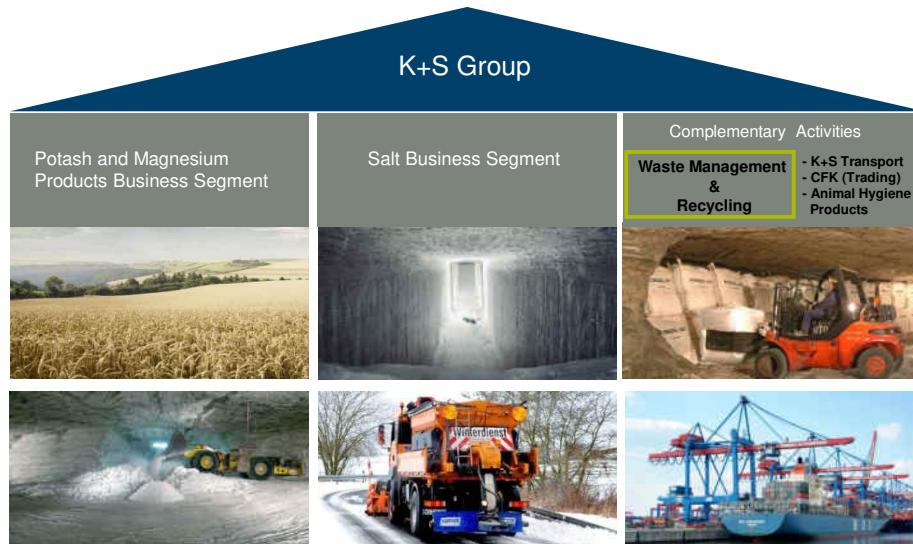 K+S Group
Potash and Magnesium
Products Business Segment
Salt Business Segment
Complementary Activities
Waste Management
&
Recycling
- K+S Transport
- CFK (Trading)
- Animal Hygiene
Products
Winterdienst